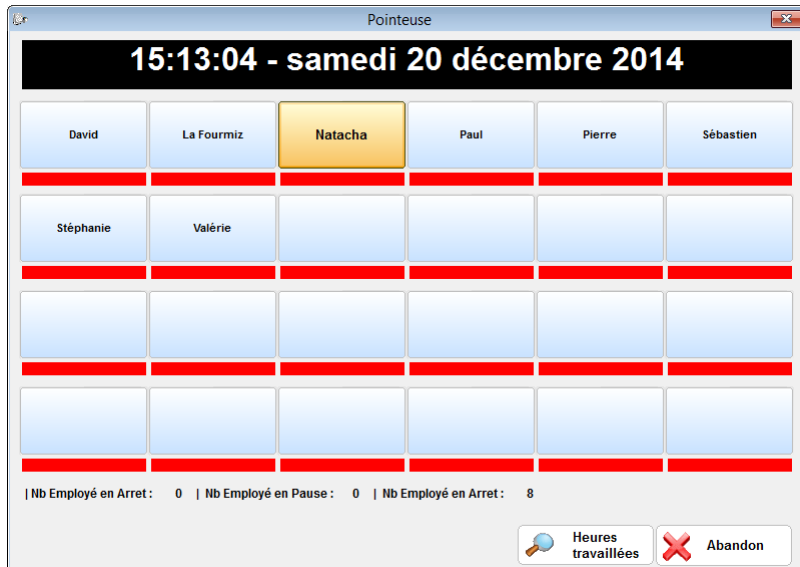 Pointeuse
15:13:04 - samedi 20 décembre 2014
David La Fourmiz Natacha Paul Pierre Sébastien
Stéphanie Valérie
| Nb Employé en Arret : 0 | Nb Employé en Pause : 0 | Nb Employé en Arret : 8
Heures
travaillées
Abandon